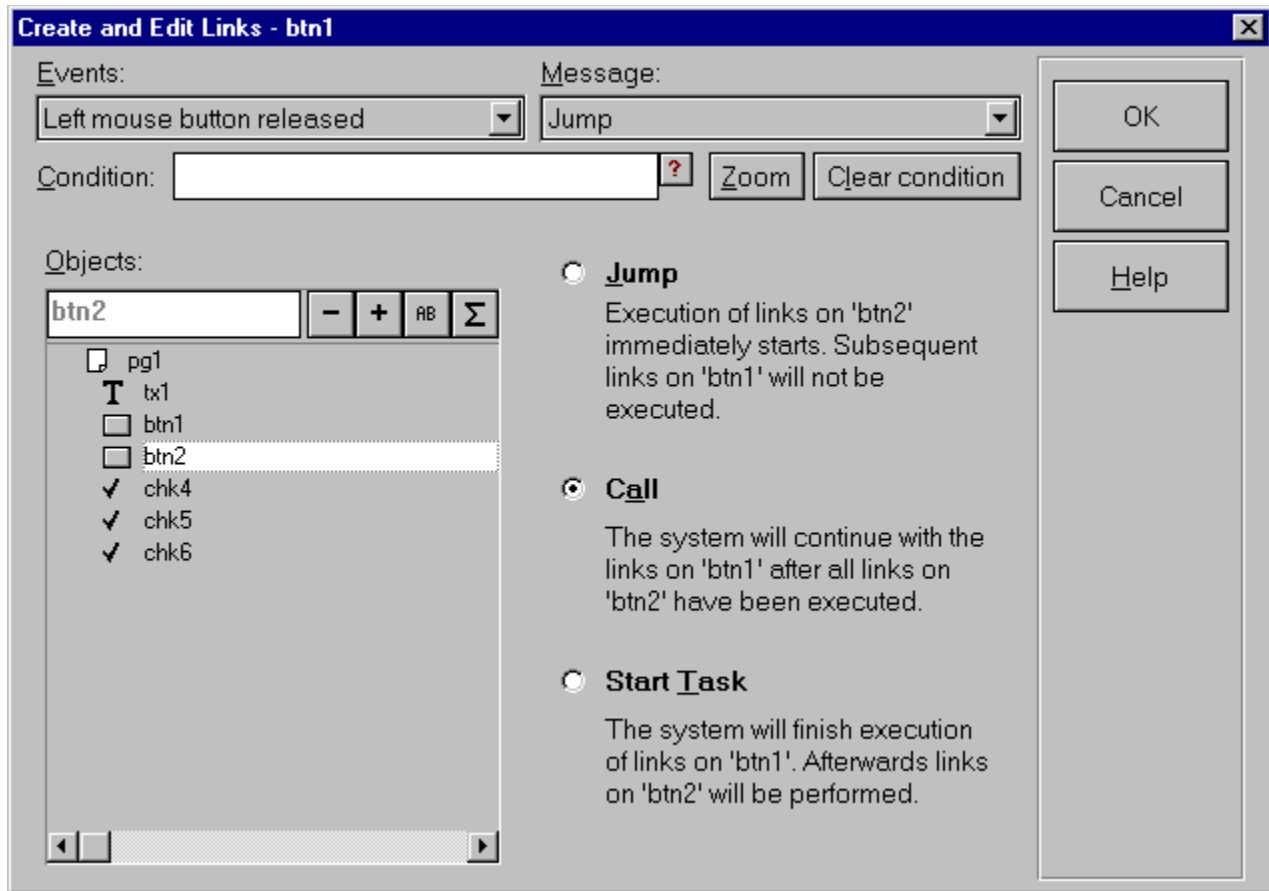 Create and Edit Links - btn1
Events:
Message:
Left mouse button released
Jump
OK
Condition:
?
Zoom
Clear condition
Cancel
Objects:
Help
btn2
- + AB Σ
pg1
T tx1
btn1
btn2
chk4
chk5
chk6
Jump
Execution of links on 'btn2'
immediately starts. Subsequent
links on 'btn1' will not be
executed.
Call
The system will continue with the
links on 'btn1' after all links on
'btn2' have been executed.
Start Task
The system will finish execution
of links on 'btn1'. Afterwards links
on 'btn2' will be performed.